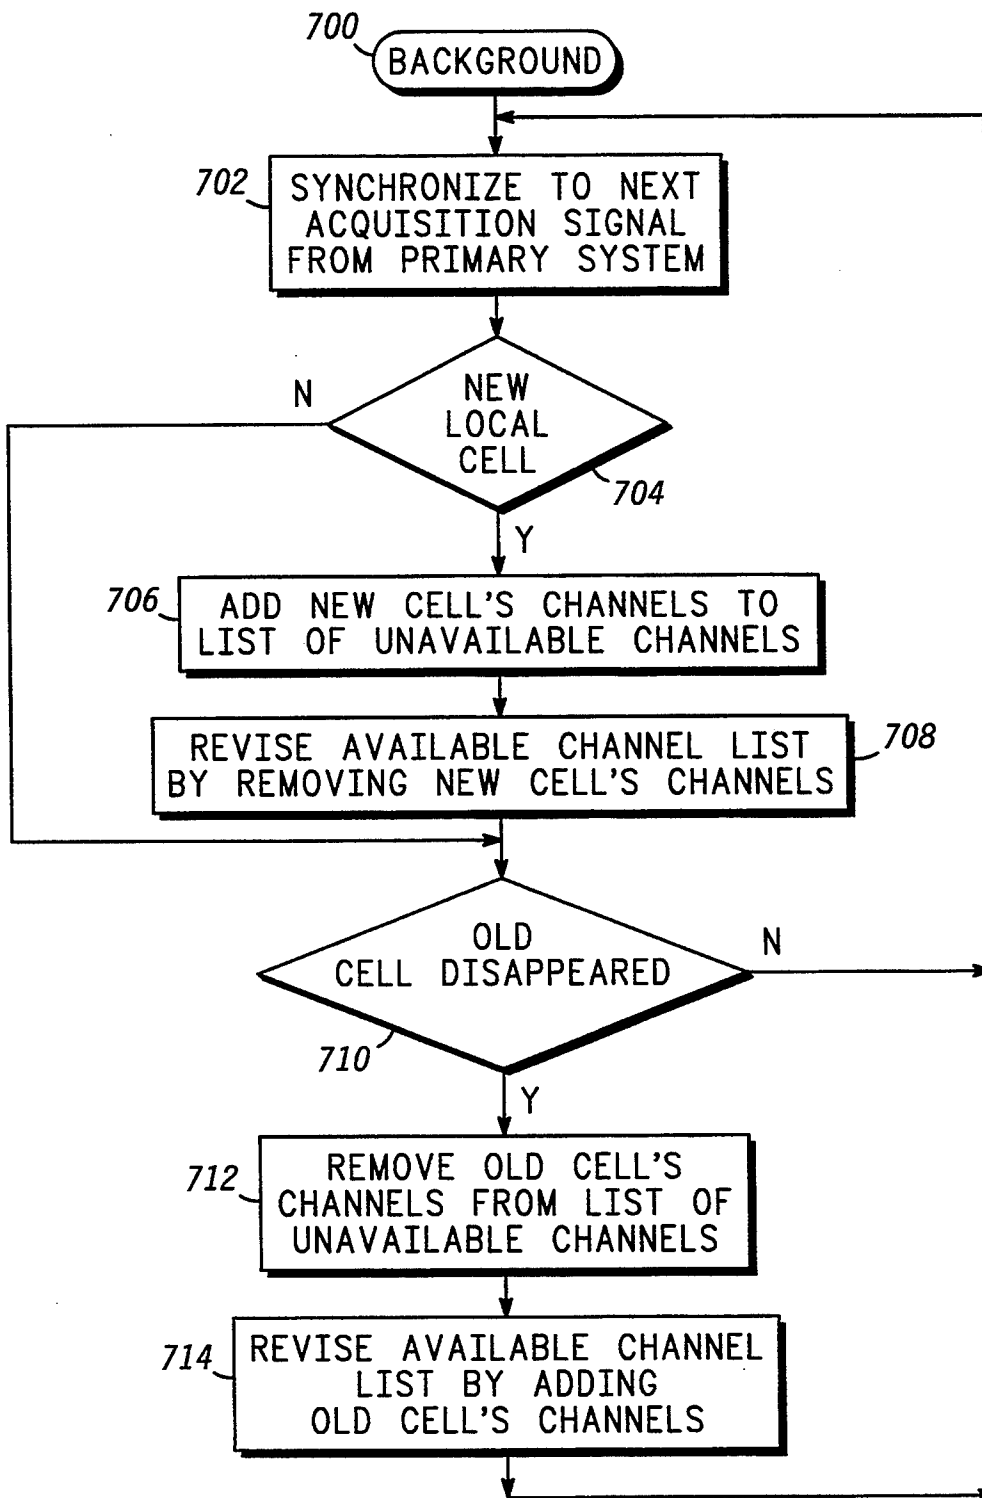 700
BACKGROUND
702
SYNCHRONIZE TO NEXT
ACQUISITION SIGNAL
FROM PRIMARY SYSTEM
N
NEW
LOCAL
CELL
704
Y
706
ADD NEW CELL'S CHANNELS TO
LIST OF UNAVAILABLE CHANNELS
REVISE AVAILABLE CHANNEL LIST
BY REMOVING NEW CELL'S CHANNELS
708
OLD
CELL DISAPPEARED
N
710
Y
712
REMOVE OLD CELL'S
CHANNELS FROM LIST OF
UNAVAILABLE CHANNELS
714
REVISE AVAILABLE CHANNEL
LIST BY ADDING
OLD CELL'S CHANNELS